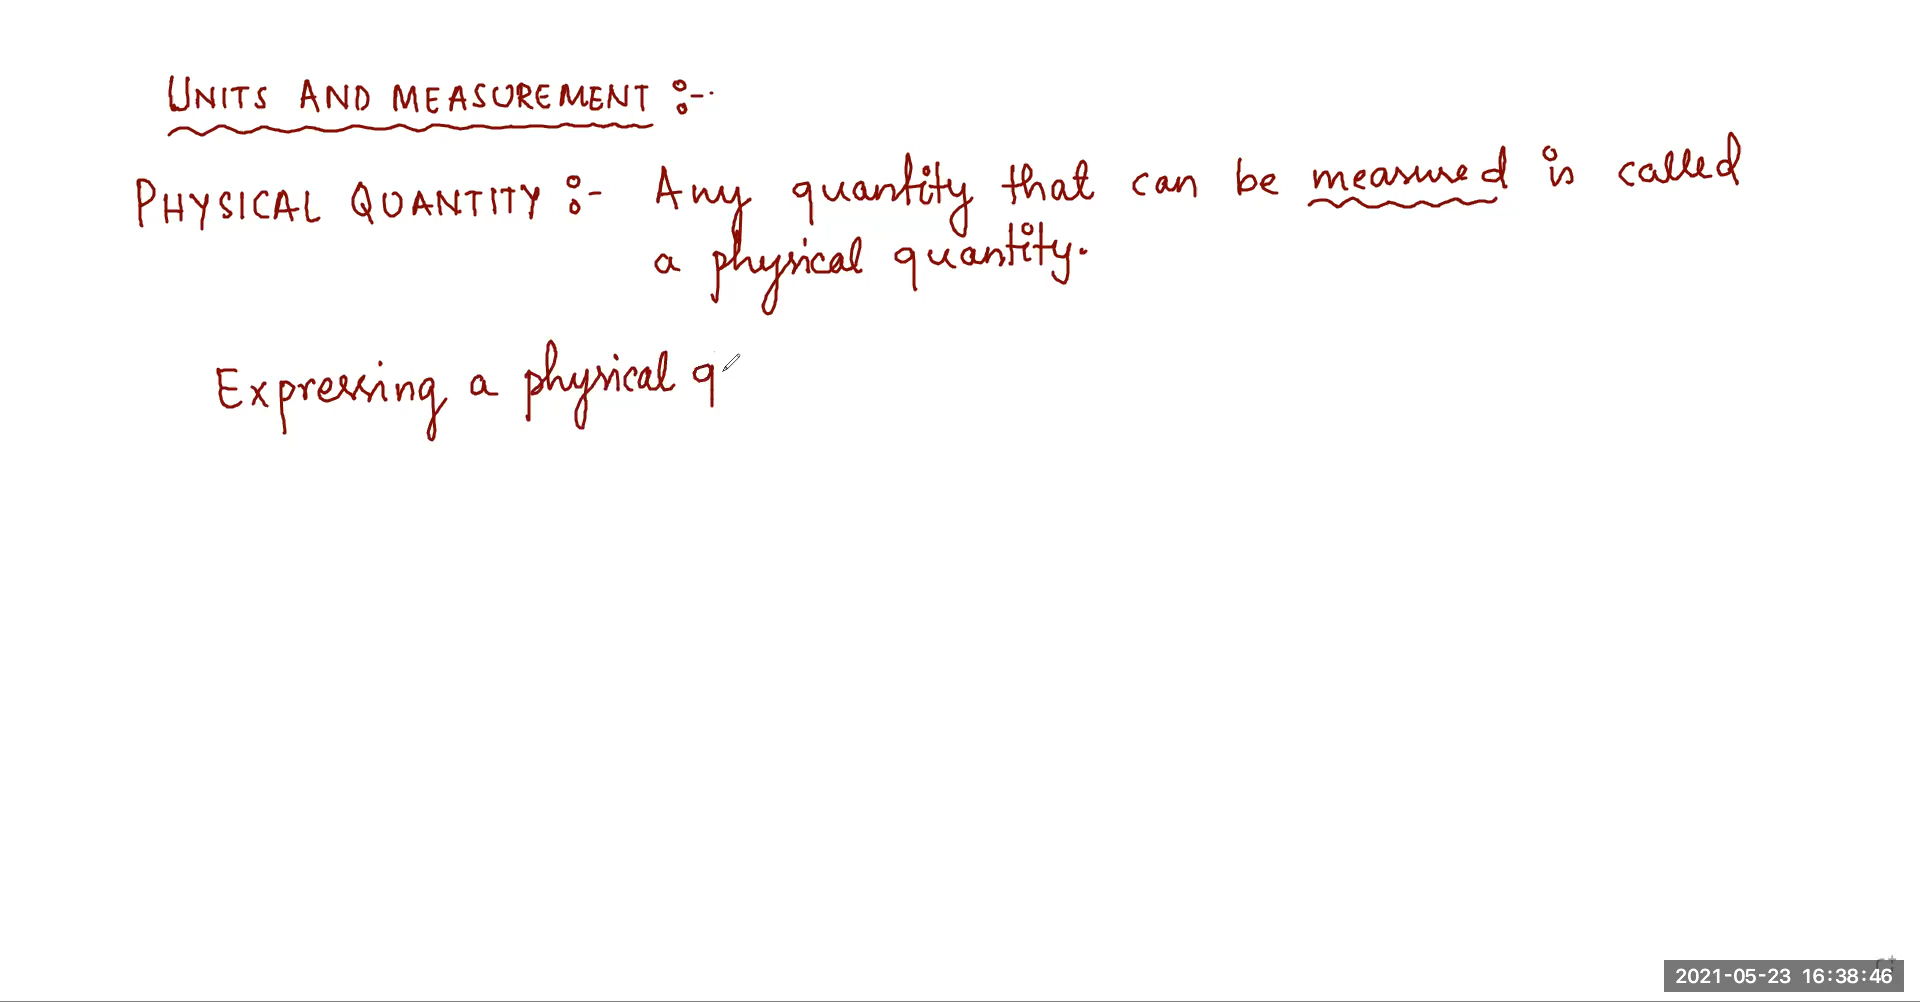 UNITS AND MEASUREMENT :-
PHYSICAL QUANTITY :- Any quantity that can be measured is called
a physical quantity.
Expressing a physical q
2021-05-23 16:38:46